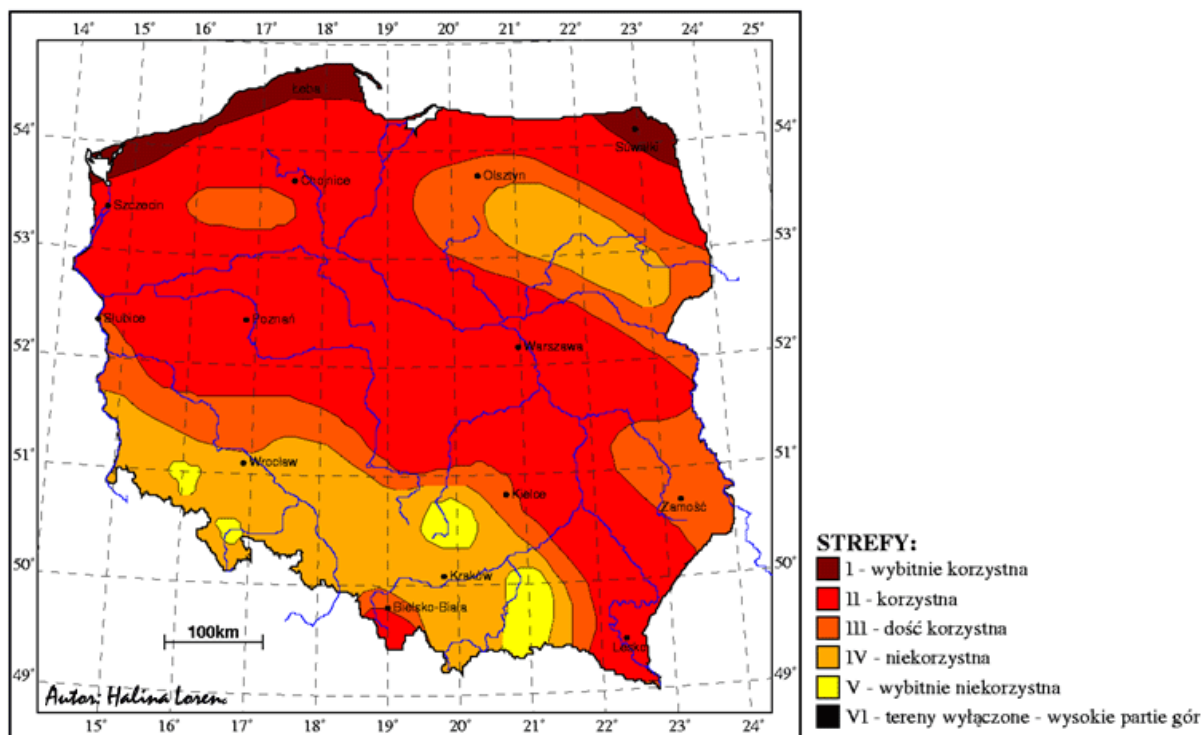 14° 16° 17° 18° 19° 20° 21° 22° 23° 24° 25°
Łeba
54° 54°
Suwałki
Olsztyn
Chojnice
Szczecin
53° 53°
Słubice Poznań
52° Warszawa 52°
51° Wrocław 51°
Kielce Zamość
50° Kraków 50°
Bielsko-Biała
100km
Lesko
49° 49°
Autor: Halina Lorenc
15° 16° 17° 18° 19° 20° 21° 22° 23° 24°
STREFY:
I - wybitnie korzystna
II - korzystna
III - dość korzystna
IV - niekorzystna
V - wybitnie niekorzystna
VI - tereny wyłączone - wysokie partie gór